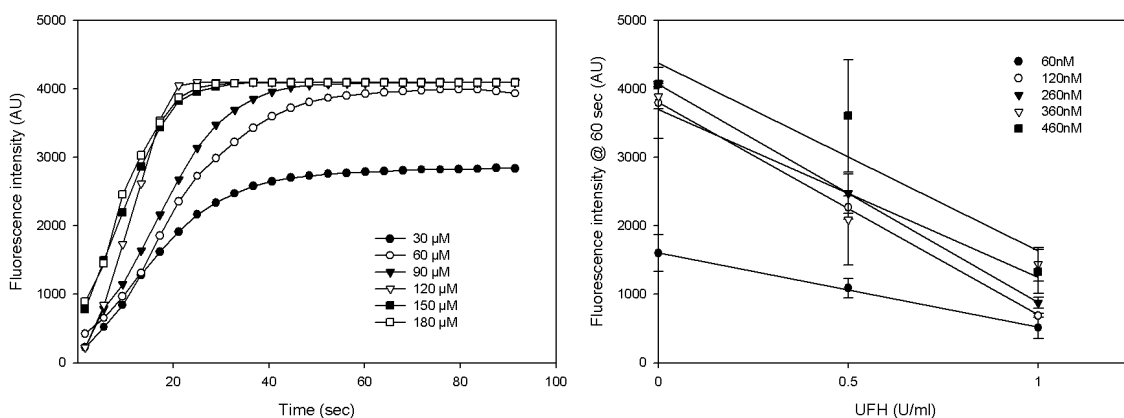 5000
4000
3000
2000
1000
0
Fluorescence intensity (AU)
30 µM
60 µM
90 µM
120 µM
150 µM
180 µM
20 40 60 80 100
Time (sec)
5000
4000
3000
2000
1000
0
Fluorescence intensity @ 60 sec (AU)
60nM
120nM
260nM
360nM
460nM
0 0.5 1
UFH (U/ml)